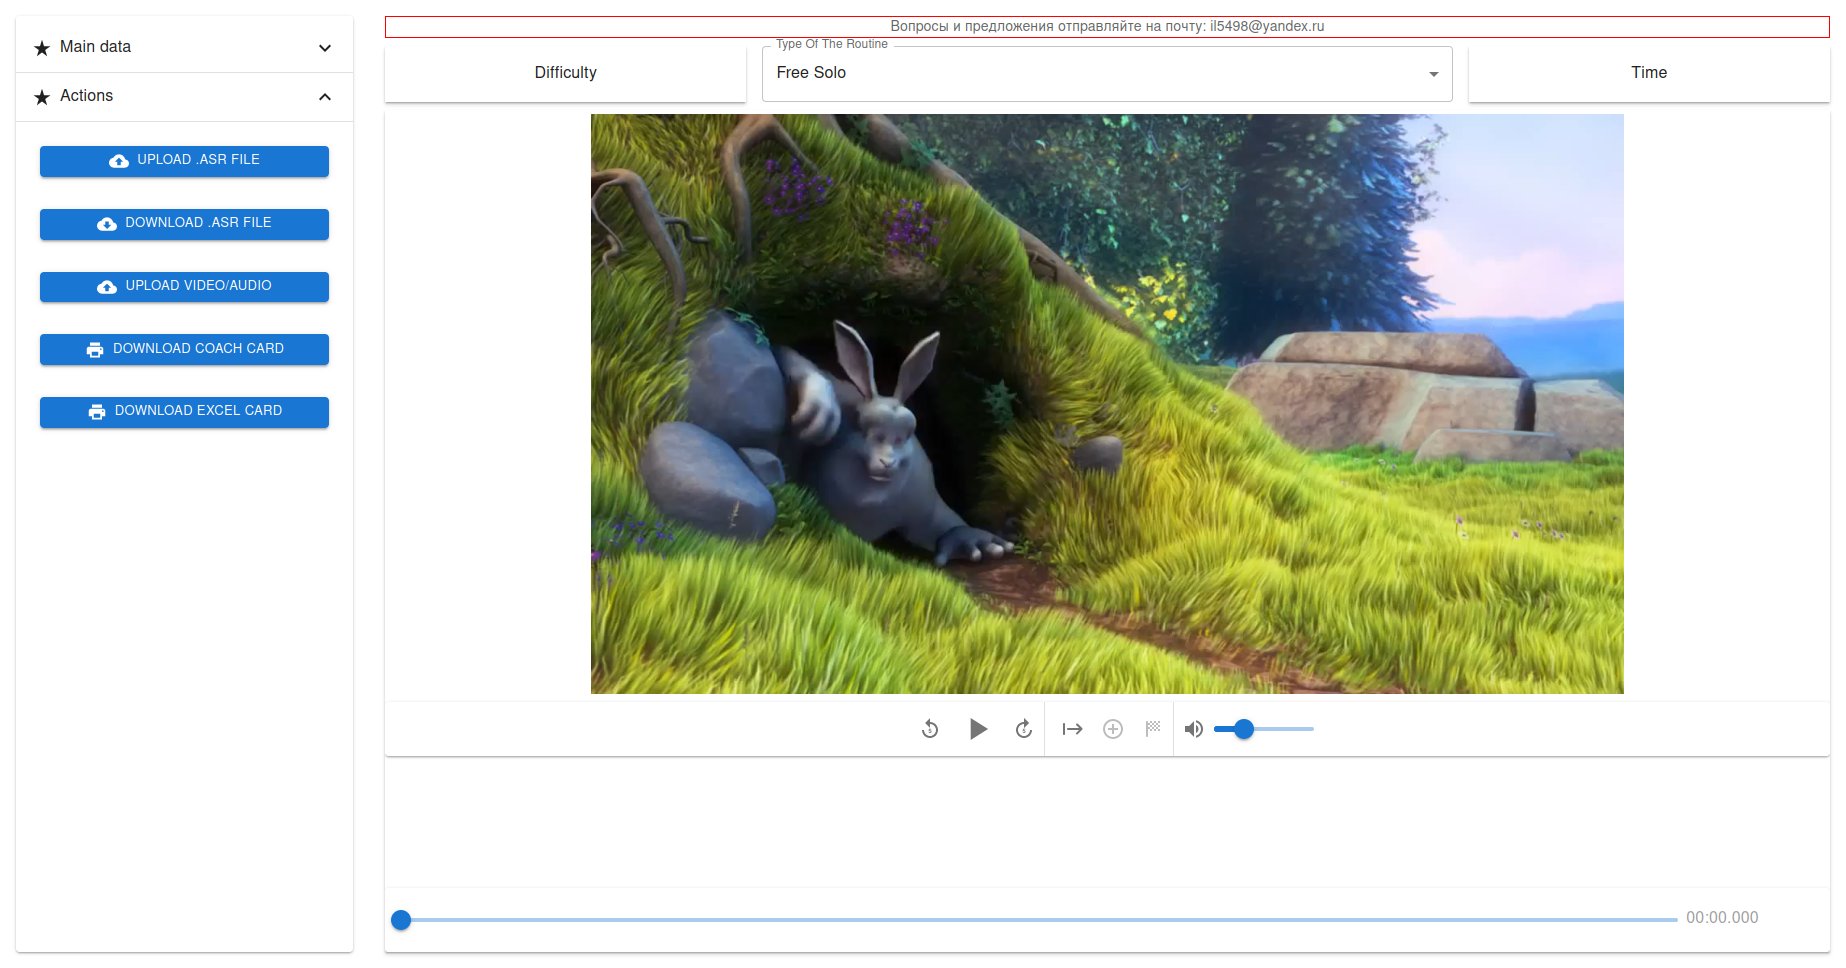 Main data
Actions
UPLOAD .ASR FILE
DOWNLOAD .ASR FILE
UPLOAD VIDEO/AUDIO
DOWNLOAD COACH CARD
DOWNLOAD EXCEL CARD
Вопросы и предложения отправляйте на почту: il5498@yandex.ru
Difficulty
Type Of The Routine
Free Solo
Time
5
5
00:00.000